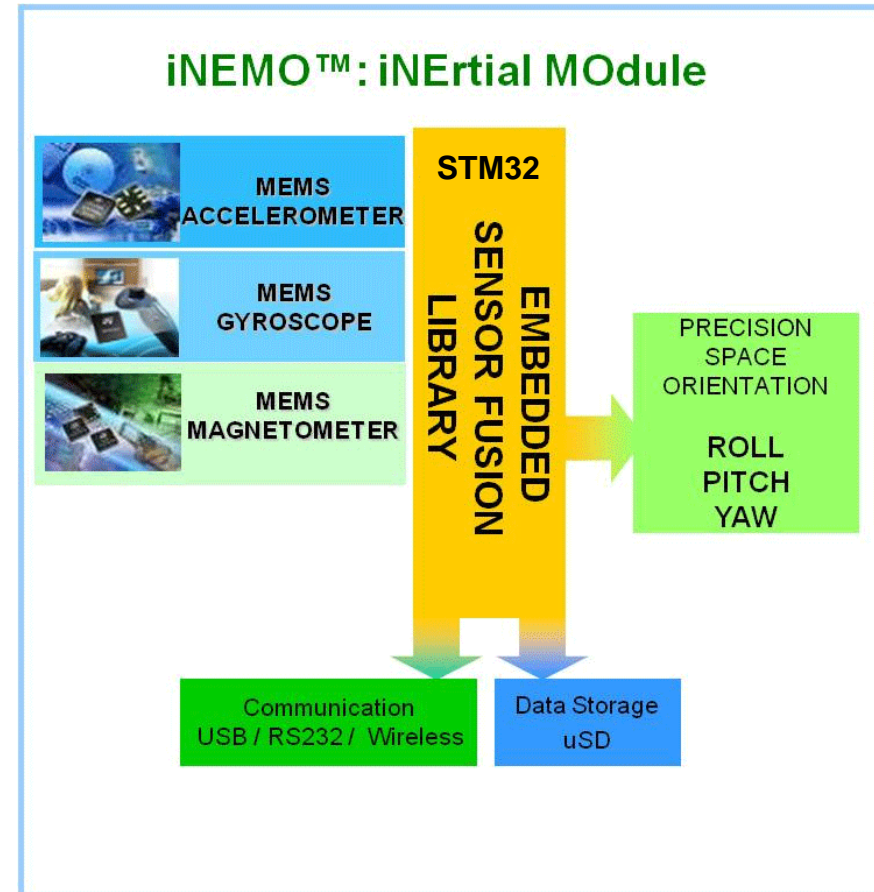 iNEMO™: iNErtial MOdule
MEMS
ACCELEROMETER
MEMS
GYROSCOPE
MEMS
MAGNETOMETER
STM32
EMBEDDED
SENSOR FUSION
LIBRARY
PRECISION
SPACE
ORIENTATION
ROLL
PITCH
YAW
Communication
USB / RS232 / Wireless
Data Storage
uSD